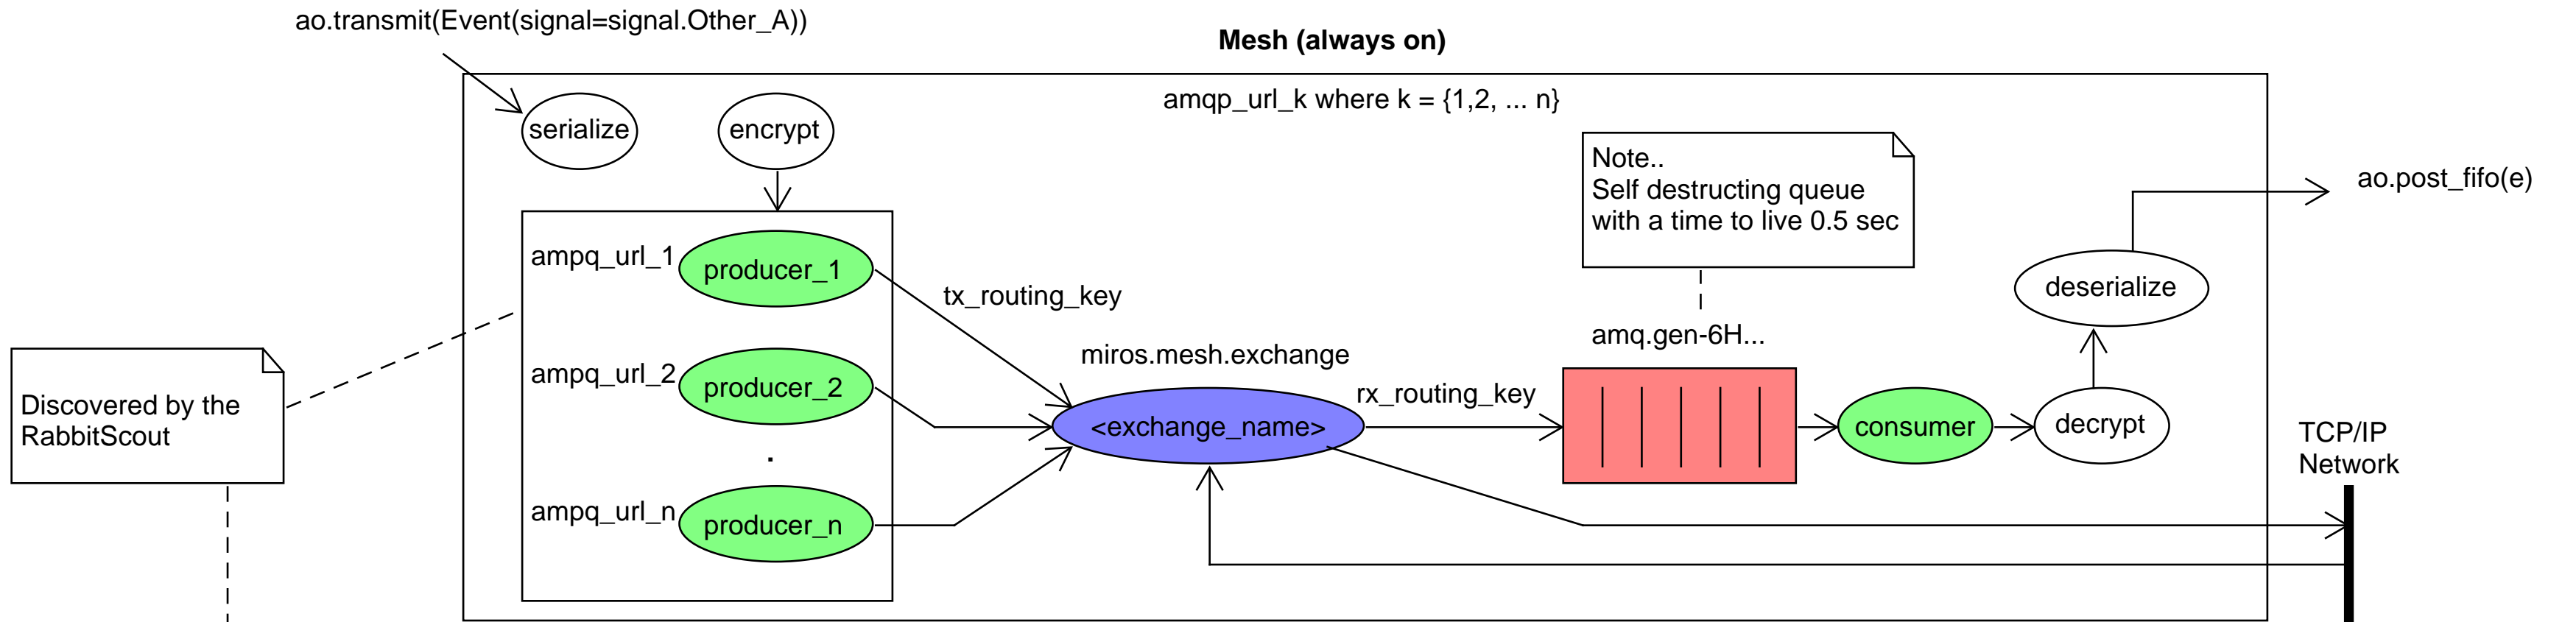 ao.transmit(Event(signal=signal.Other_A))
Mesh (always on)
amqp_url_k where k = {1,2, ... n}
serialize
encrypt
Note..
Self destructing queue
with a time to live 0.5 sec
ao.post_fifo(e)
ampq_url_1
producer_1
tx_routing_key
deserialize
amq.gen-6H...
miros.mesh.exchange
ampq_url_2
producer_2
rx_routing_key
Discovered by the
RabbitScout
<exchange_name>
consumer
decrypt
TCP/IP
Network
.
ampq_url_n
producer_n